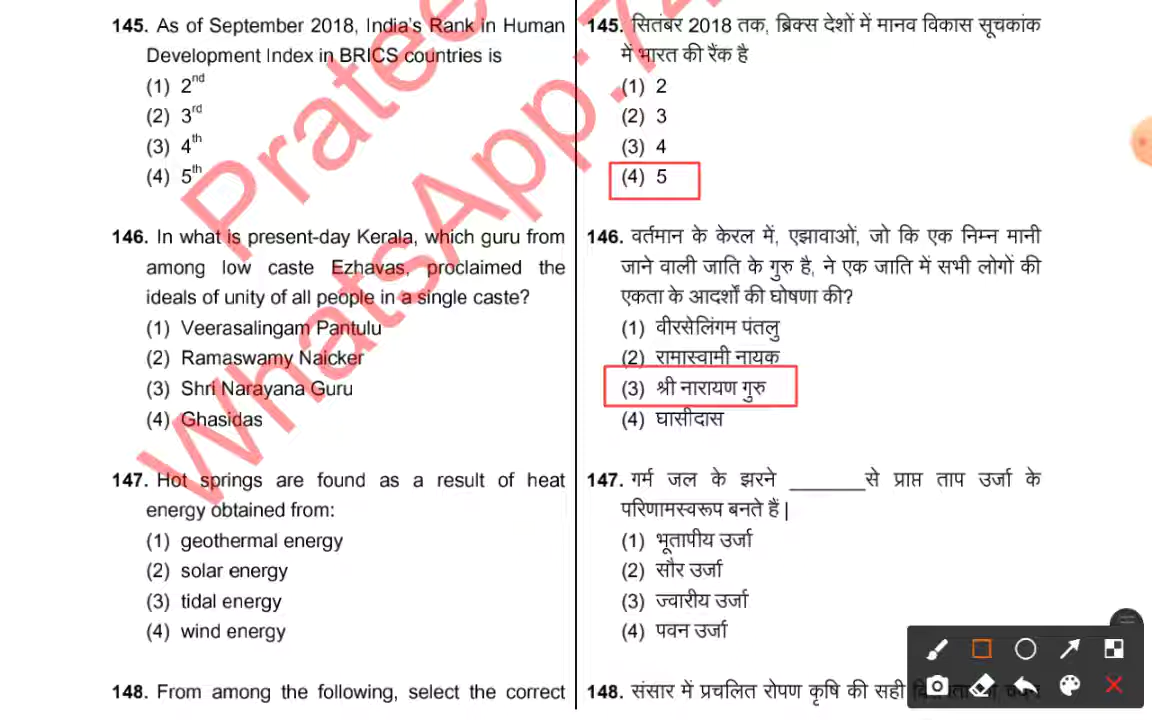 145. As of September 2018, India's Rank in Human
Development Index in BRICS countries is
(1) 2nd
(2) 3rd
(3) 4th
(4) 5th
146. In what is present-day Kerala, which guru from
among low caste Ezhavas, proclaimed the
ideals of unity of all people in a single caste?
(1) Veerasalingam Pantulu
(2) Ramaswamy Naicker
(3) Shri Narayana Guru
(4) Ghasidas
147. Hot springs are found as a result of heat
energy obtained from:
(1) geothermal energy
(2) solar energy
(3) tidal energy
(4) wind energy
148. From among the following, select the correct
145. सितंबर 2018 तक, ब्रिक्स देशों में मानव विकास सूचकांक
में भारत की रैंक है
(1) 2
(2) 3
(3) 4
(4) 5
146. वर्तमान के केरल में, एझावाओं, जो कि एक निम्न मानी
जाने वाली जाति के गुरु है, ने एक जाति में सभी लोगों की
एकता के आदर्शों की घोषणा की?
(1) वीरसेलिंगम पंतलु
(2) रामास्वामी नायक
(3) श्री नारायण गुरु
(4) घासीदास
147. गर्म जल के झरने _______से प्राप्त ताप उर्जा के
परिणामस्वरूप बनते हैं|
(1) भूतापीय उर्जा
(2) सौर उर्जा
(3) ज्वारीय उर्जा
(4) पवन उर्जा
148. संसार में प्रचलित रोपण कृषि की सही
Pratee
WhatsApp:7